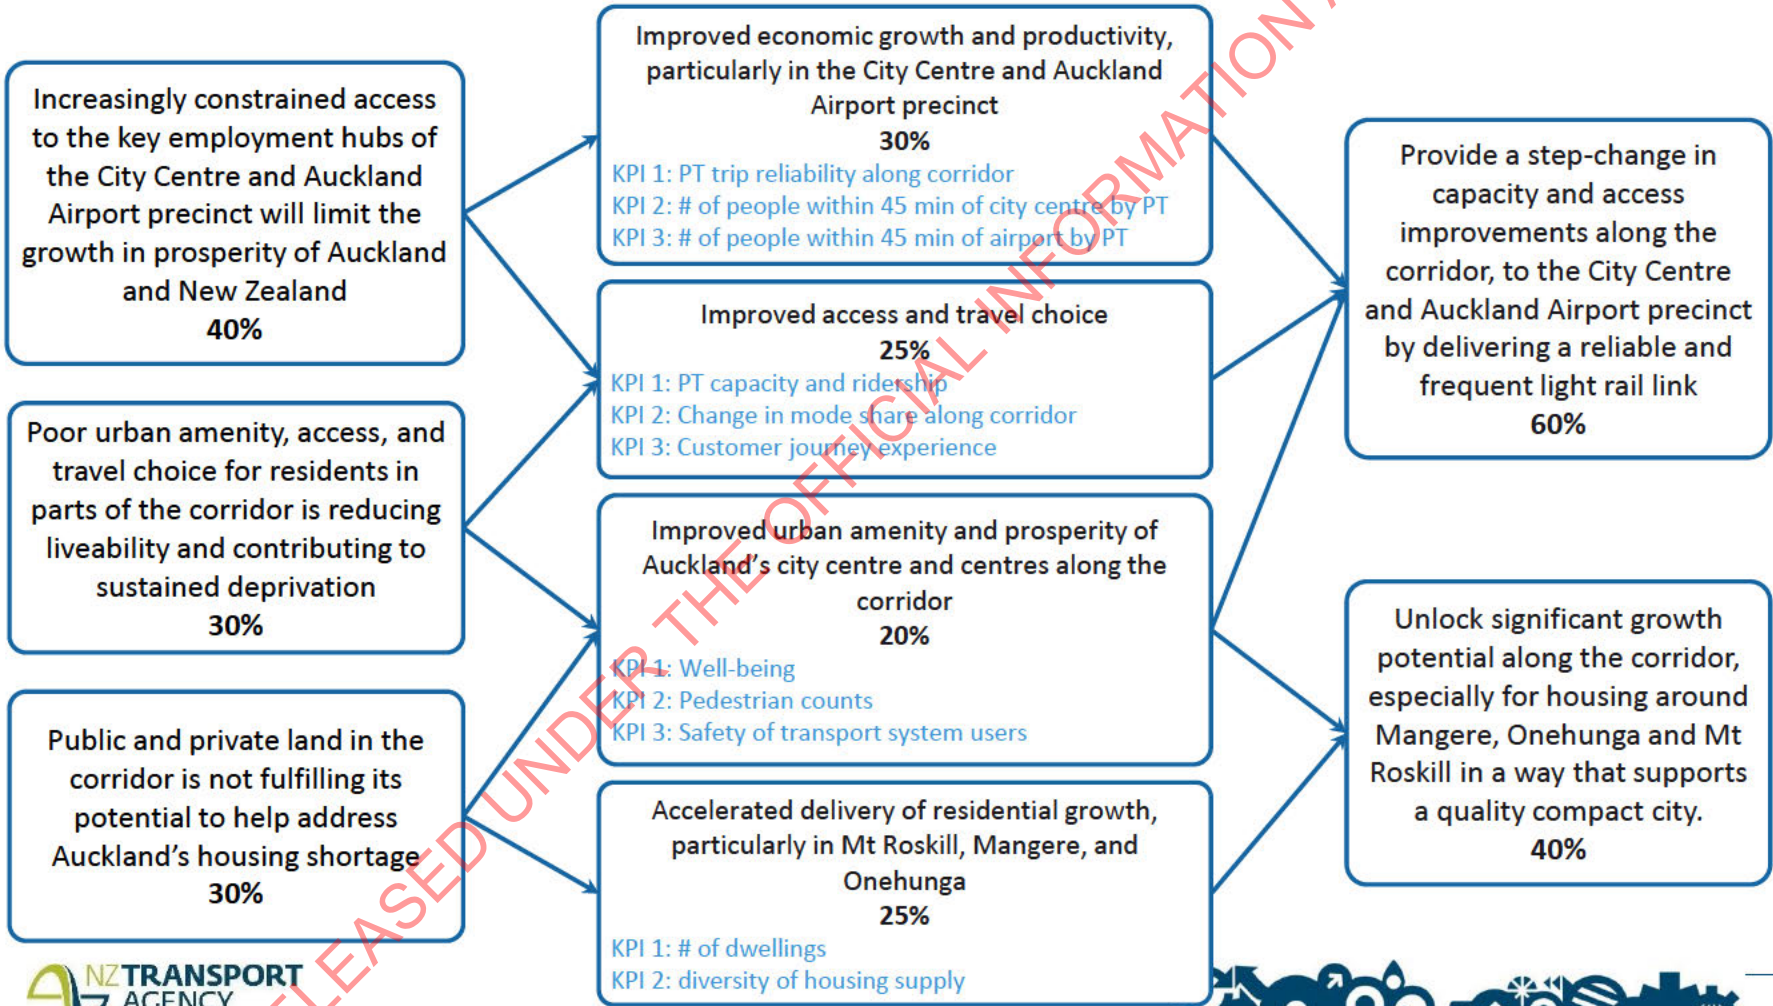 Increasingly constrained access
to the key employment hubs of
the City Centre and Auckland
Airport precinct will limit the
growth in prosperity of Auckland
and New Zealand
40%
Poor urban amenity, access, and
travel choice for residents in
parts of the corridor is reducing
liveability and contributing to
sustained deprivation
30%
Public and private land in the
corridor is not fulfilling its
potential to help address
Auckland's housing shortage
30%
Improved economic growth and productivity,
particularly in the City Centre and Auckland
Airport precinct
30%
KPI 1: PT trip reliability along corridor
KPI 2: # of people within 45 min of city centre by PT
KPI 3: # of people within 45 min of airport by PT
Improved access and travel choice
25%
KPI 1: PT capacity and ridership
KPI 2: Change in mode share along corridor
KPI 3: Customer journey experience
Improved urban amenity and prosperity of
Auckland's city centre and centres along the
corridor
20%
KPI 1: Well-being
KPI 2: Pedestrian counts
KPI 3: Safety of transport system users
Accelerated delivery of residential growth,
particularly in Mt Roskill, Mangere, and
Onehunga
25%
KPI 1: # of dwellings
KPI 2: diversity of housing supply
Provide a step-change in
capacity and access
improvements along the
corridor, to the City Centre
and Auckland Airport precinct
by delivering a reliable and
frequent light rail link
60%
Unlock significant growth
potential along the corridor,
especially for housing around
Mangere, Onehunga and Mt
Roskill in a way that supports
a quality compact city.
40%
NZTRANSPORT
AGENCY
ELEASED UNDER THE OFFICIAL INFORMATION